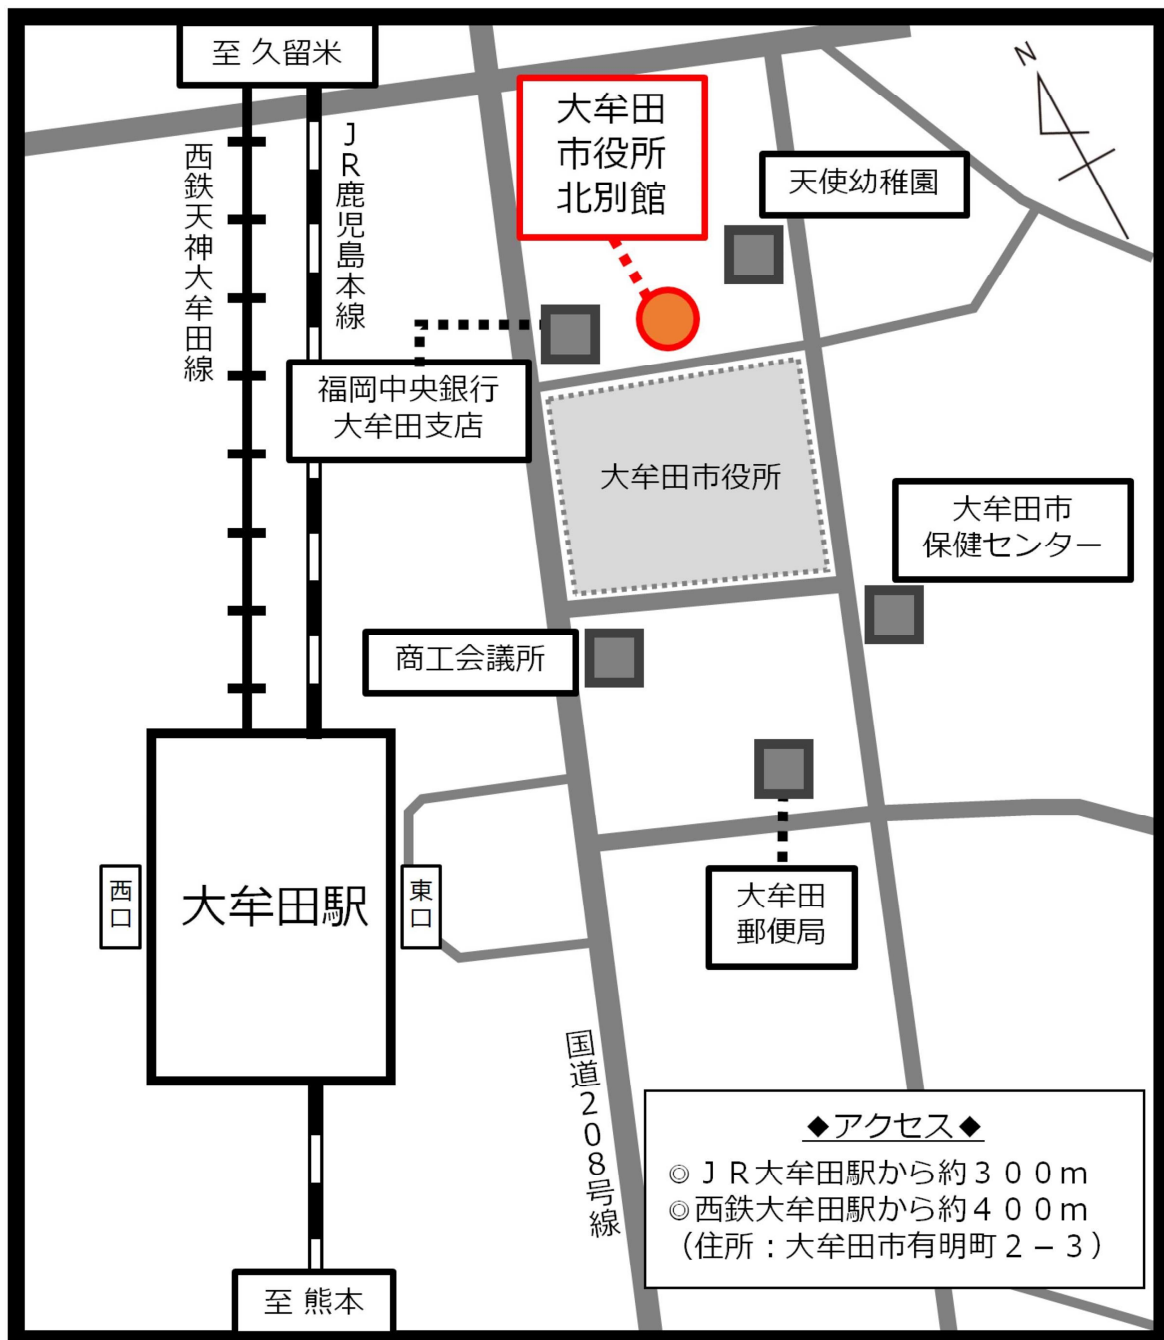 至 久留米
西鉄天神大牟田線
ＪＲ鹿児島本線
大牟田
市役所
北別館
天使幼稚園
N
福岡中央銀行
大牟田支店
大牟田市役所
大牟田市
保健センター
商工会議所
西口
大牟田駅
東口
大牟田
郵便局
国道２０８号線
◆アクセス◆
◎ＪＲ大牟田駅から約３００ｍ
◎西鉄大牟田駅から約４００ｍ
（住所：大牟田市有明町２－３）
至 熊本